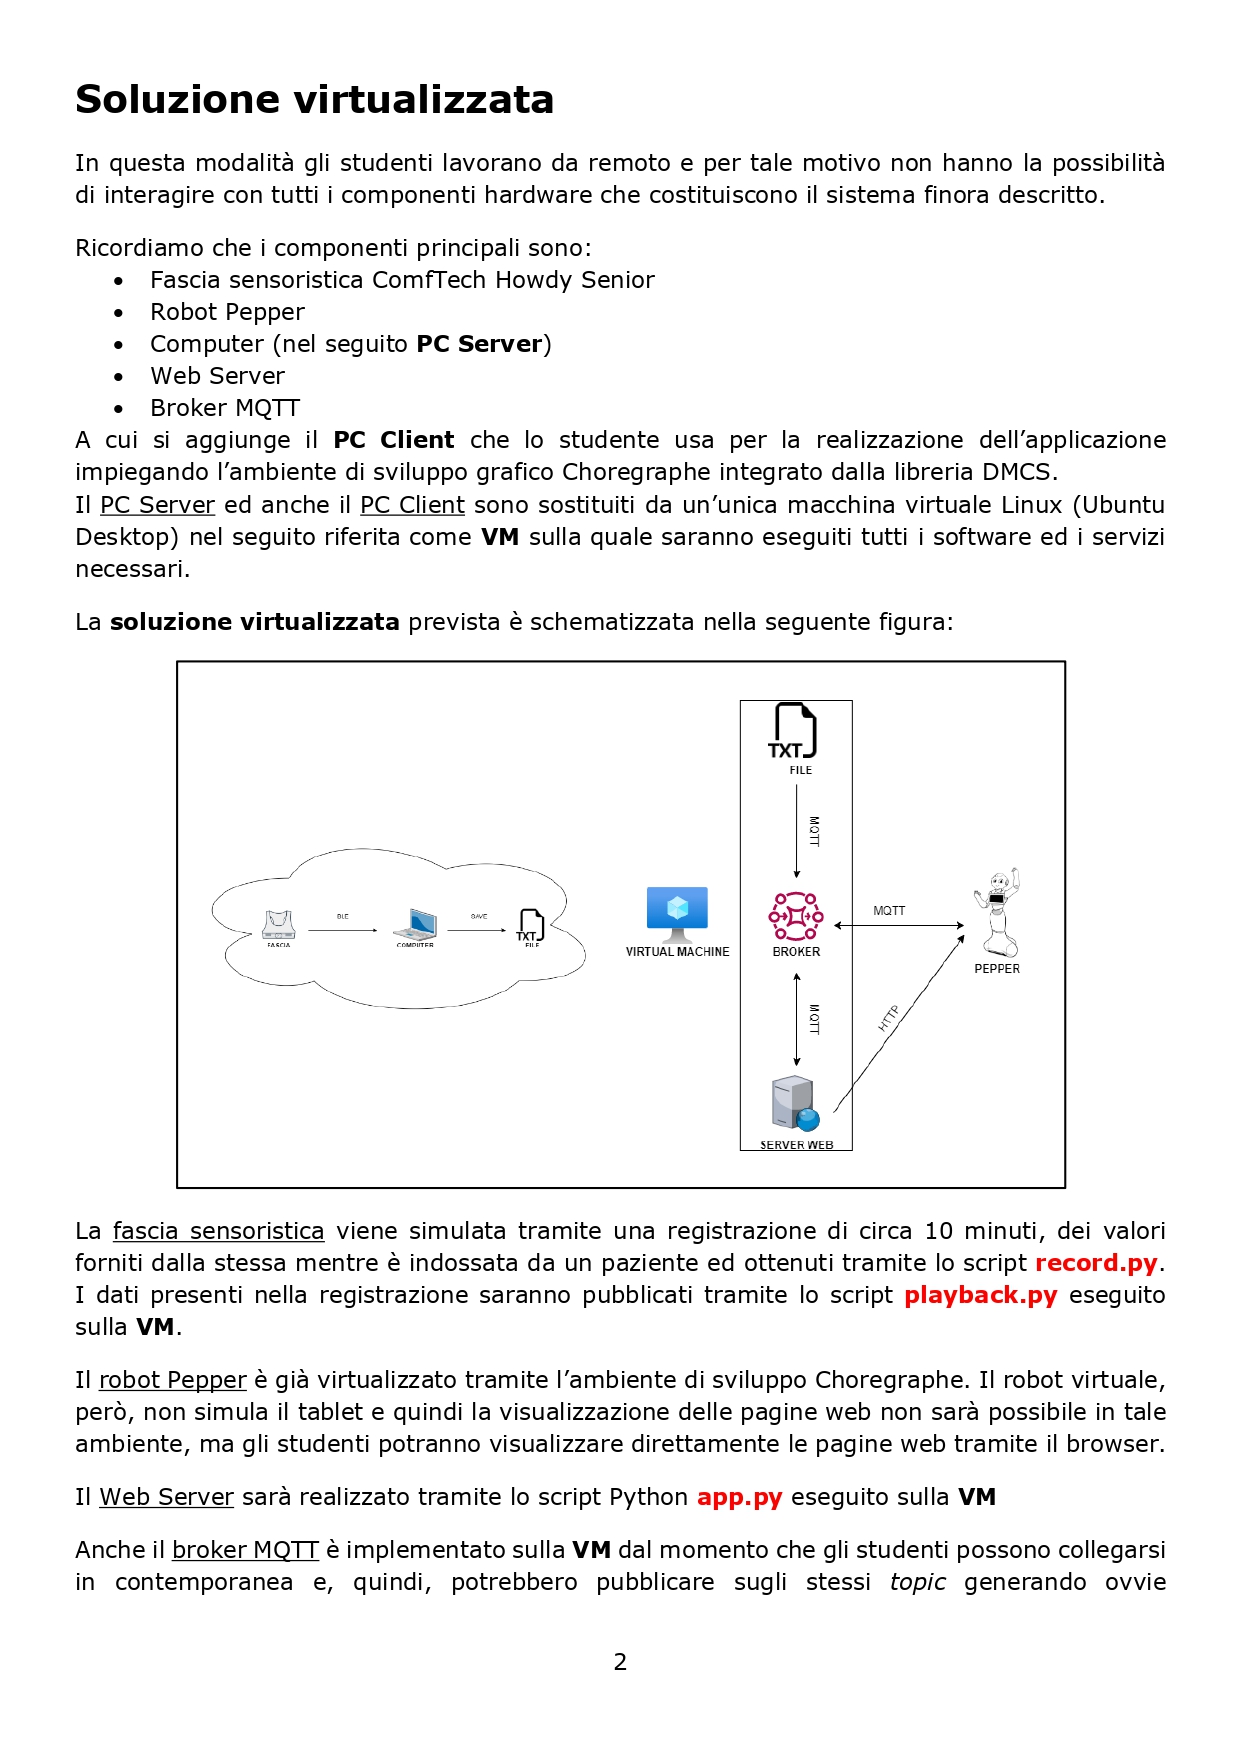 Soluzione virtualizzata
In questa modalità gli studenti lavorano da remoto e per tale motivo non hanno la possibilità
di interagire con tutti i componenti hardware che costituiscono il sistema finora descritto.
Ricordiamo che i componenti principali sono:
• Fascia sensoristica ComfTech Howdy Senior
• Robot Pepper
• Computer (nel seguito PC Server)
• Web Server
• Broker MQTT
A cui si aggiunge il PC Client che lo studente usa per la realizzazione dell’applicazione
impiegando l’ambiente di sviluppo grafico Choregraphe integrato dalla libreria DMCS.
Il PC Server ed anche il PC Client sono sostituiti da un’unica macchina virtuale Linux (Ubuntu
Desktop) nel seguito riferita come VM sulla quale saranno eseguiti tutti i software ed i servizi
necessari.
La soluzione virtualizzata prevista è schematizzata nella seguente figura:
TXT
FILE
MQTT
BLE
SAVE
TXT
FASCIA
COMPUTER
FILE
VIRTUAL MACHINE
BROKER
MQTT
PEPPER
MQTT
HTTP
SERVER WEB
La fascia sensoristica viene simulata tramite una registrazione di circa 10 minuti, dei valori
forniti dalla stessa mentre è indossata da un paziente ed ottenuti tramite lo script record.py.
I dati presenti nella registrazione saranno pubblicati tramite lo script playback.py eseguito
sulla VM.
Il robot Pepper è già virtualizzato tramite l’ambiente di sviluppo Choregraphe. Il robot virtuale,
però, non simula il tablet e quindi la visualizzazione delle pagine web non sarà possibile in tale
ambiente, ma gli studenti potranno visualizzare direttamente le pagine web tramite il browser.
Il Web Server sarà realizzato tramite lo script Python app.py eseguito sulla VM
Anche il broker MQTT è implementato sulla VM dal momento che gli studenti possono collegarsi
in contemporanea e, quindi, potrebbero pubblicare sugli stessi topic generando ovvie
2